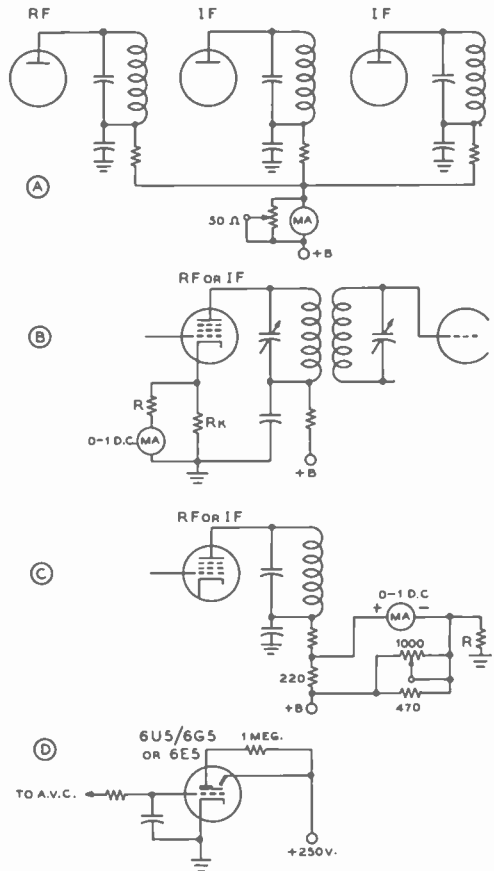 RF IF IF
A
50 Ω
MA
+B
RF OR IF
B
R
RK
0-1 D.C. MA
+B
RF OR IF
C
0-1 D.C
+ MA −
1000
R
220
+B
470
D
6U5/6G5
OR 6E5
1 MEG.
TO A.V.C.
+250V.